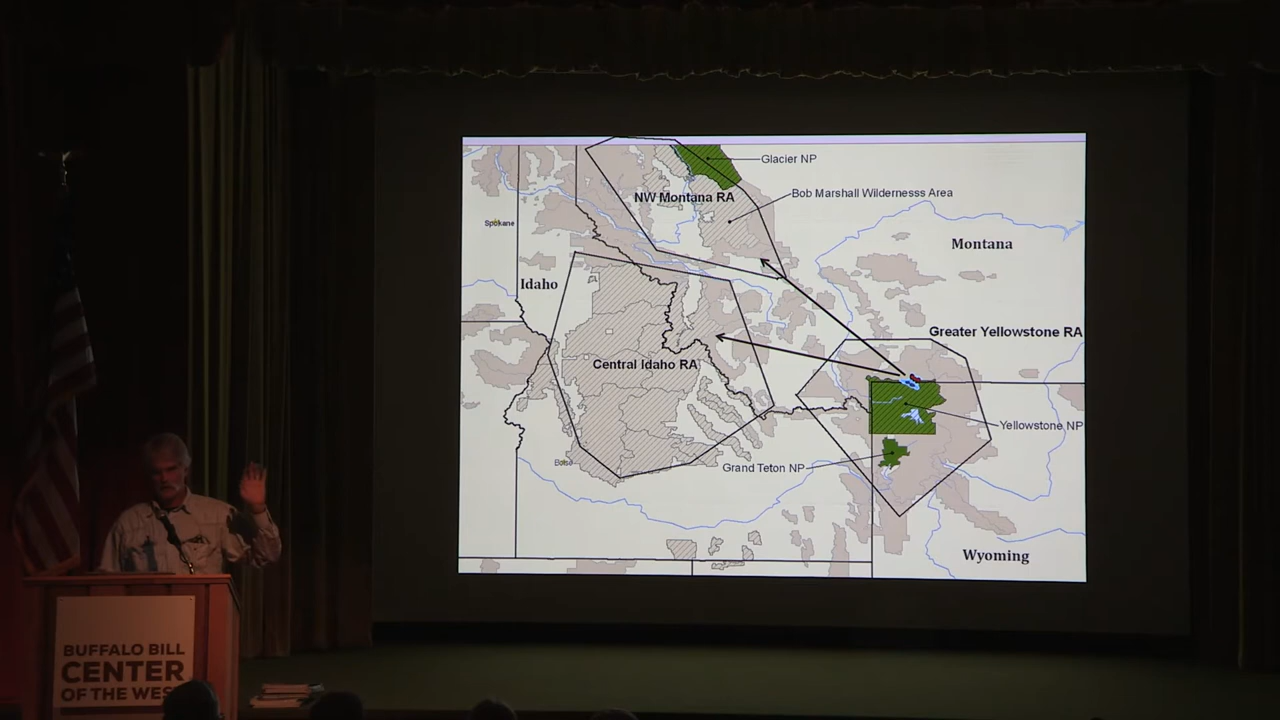 Glacier NP
NW Montana RA
Bob Marshall Wildernesss Area
Spokane
Montana
Idaho
Greater Yellowstone RA
Central Idaho RA
Yellowstone NP
Boise
Grand Teton NP
Wyoming
BUFFALO BILL
CENTER
OF THE WEST